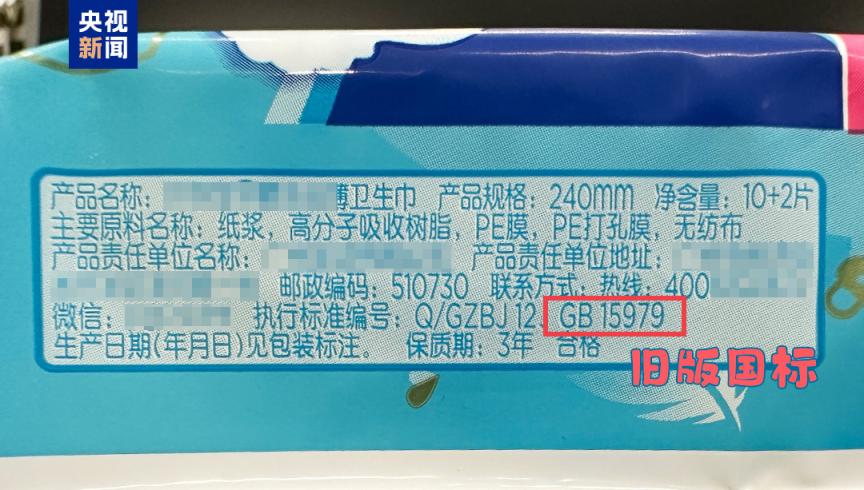 央视
新闻
产品名称： 薄卫生巾 产品规格：240mm 净含量：10+2片
主要原料名称：纸浆，高分子吸收树脂，PE膜，PE打孔膜，无纺布
产品责任单位名称： 产品责任单位地址：
邮政编码：510730 联系方式：热线：400
微信： 执行标准编号：Q/GZBJ 12、GB 15979
生产日期(年月日)见包装标注。 保质期：3年 合格
旧版国标